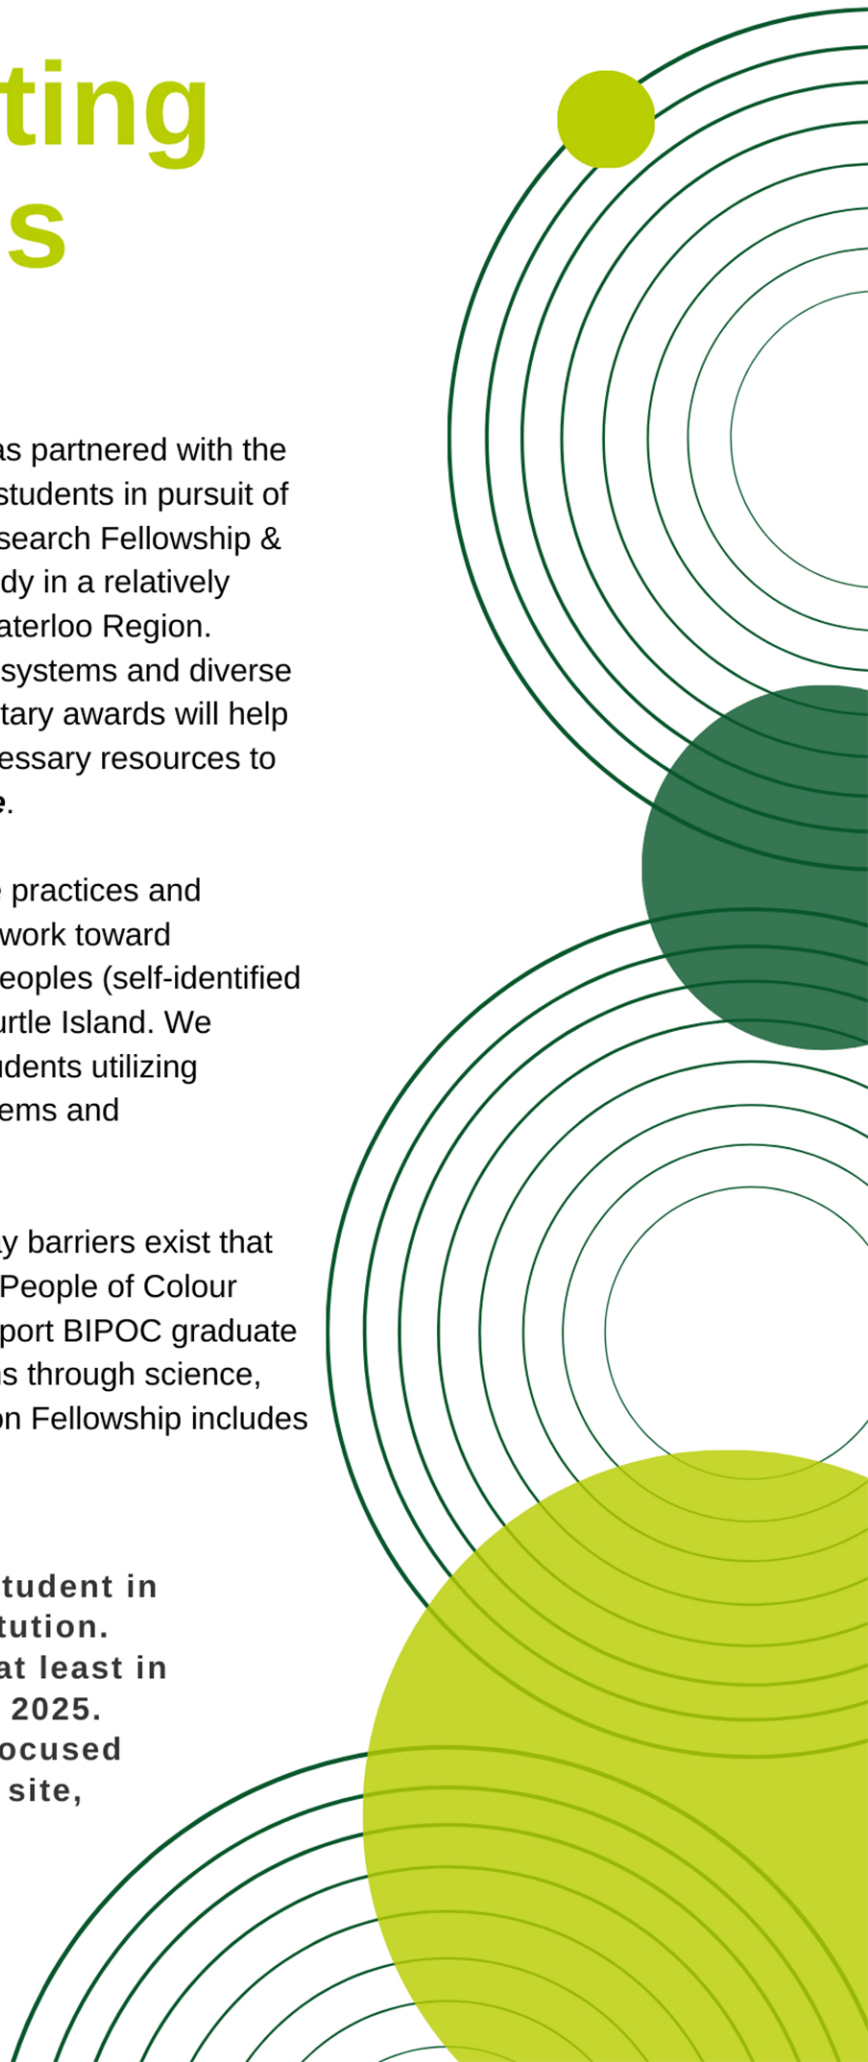 ting
s
as partnered with the
students in pursuit of
search Fellowship &
dy in a relatively
aterloo Region.
systems and diverse
tary awards will help
essary resources to
e.
e practices and
work toward
eoples (self-identified
urtle Island. We
udents utilizing
ems and
ay barriers exist that
People of Colour
port BIPOC graduate
ns through science,
on Fellowship includes
tudent in
tution.
at least in
2025.
ocused
site,